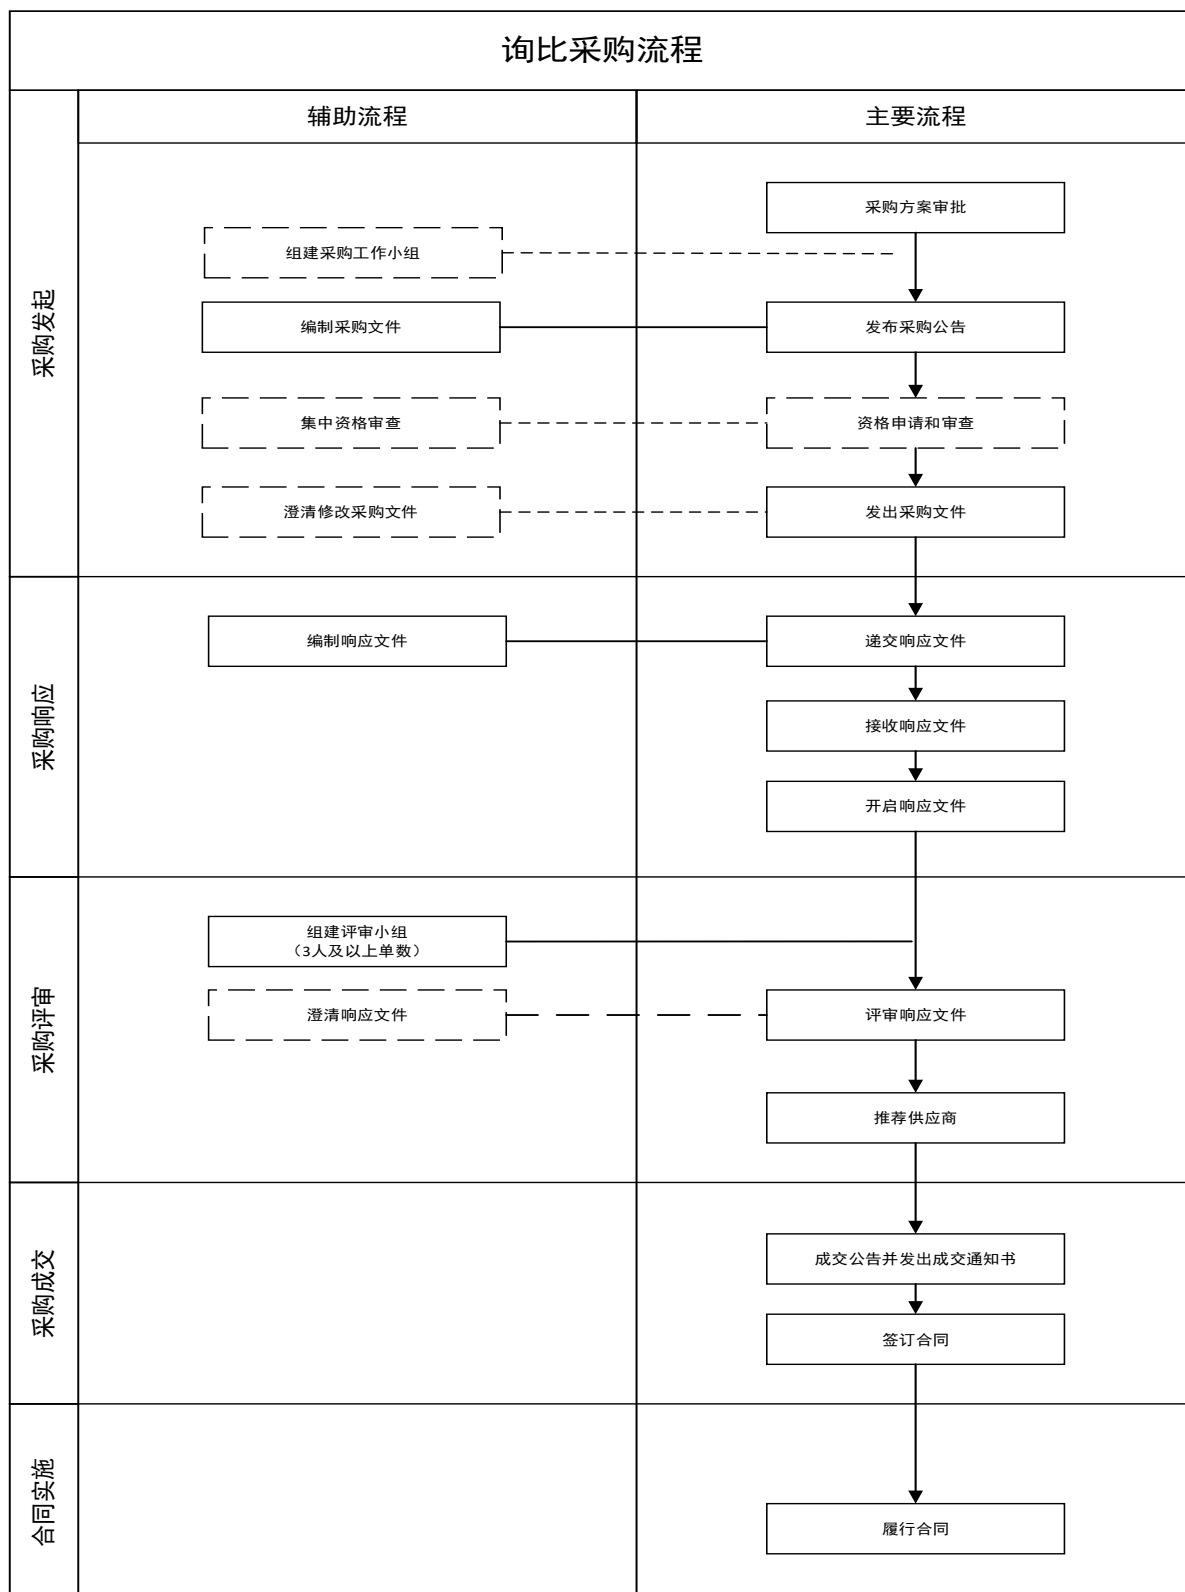 询比采购流程
辅助流程
主要流程
采购发起
采购方案审批
组建采购工作小组
编制采购文件
发布采购公告
集中资格审查
资格申请和审查
澄清修改采购文件
发出采购文件
采购响应
编制响应文件
递交响应文件
接收响应文件
开启响应文件
采购评审
组建评审小组
（3人及以上单数）
澄清响应文件
评审响应文件
推荐供应商
采购成交
成交公告并发出成交通知书
签订合同
合同实施
履行合同